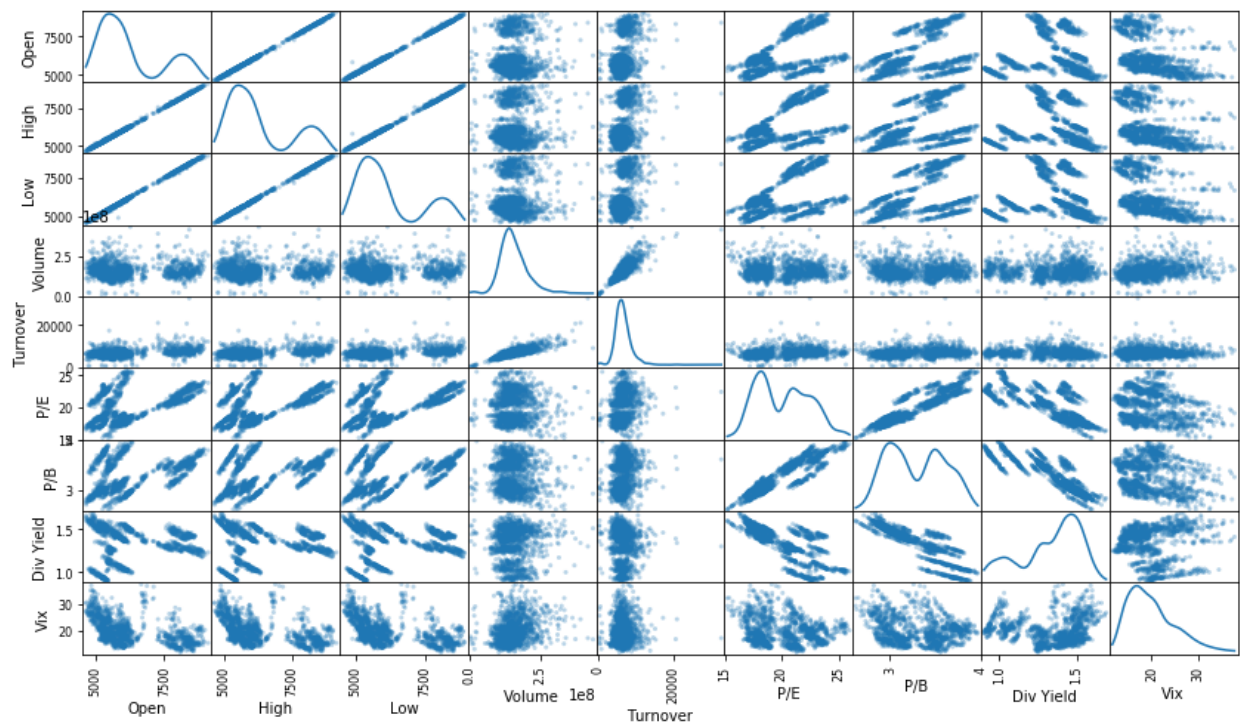 Open
7500
5000
High
7500
5000
Low
7500
5000
1e8
Volume
2.5
0.0
Turnover
20000
0
P/E
25
20
P/B
3
Div Yield
1.5
1.0
Vix
30
20
5000 7500 5000 7500 5000 7500 0.0 2.5 0 20000 15 20 25 3 4 1.0 1.5 20 30
Open High Low Volume 1e8 Turnover P/E P/B Div Yield Vix